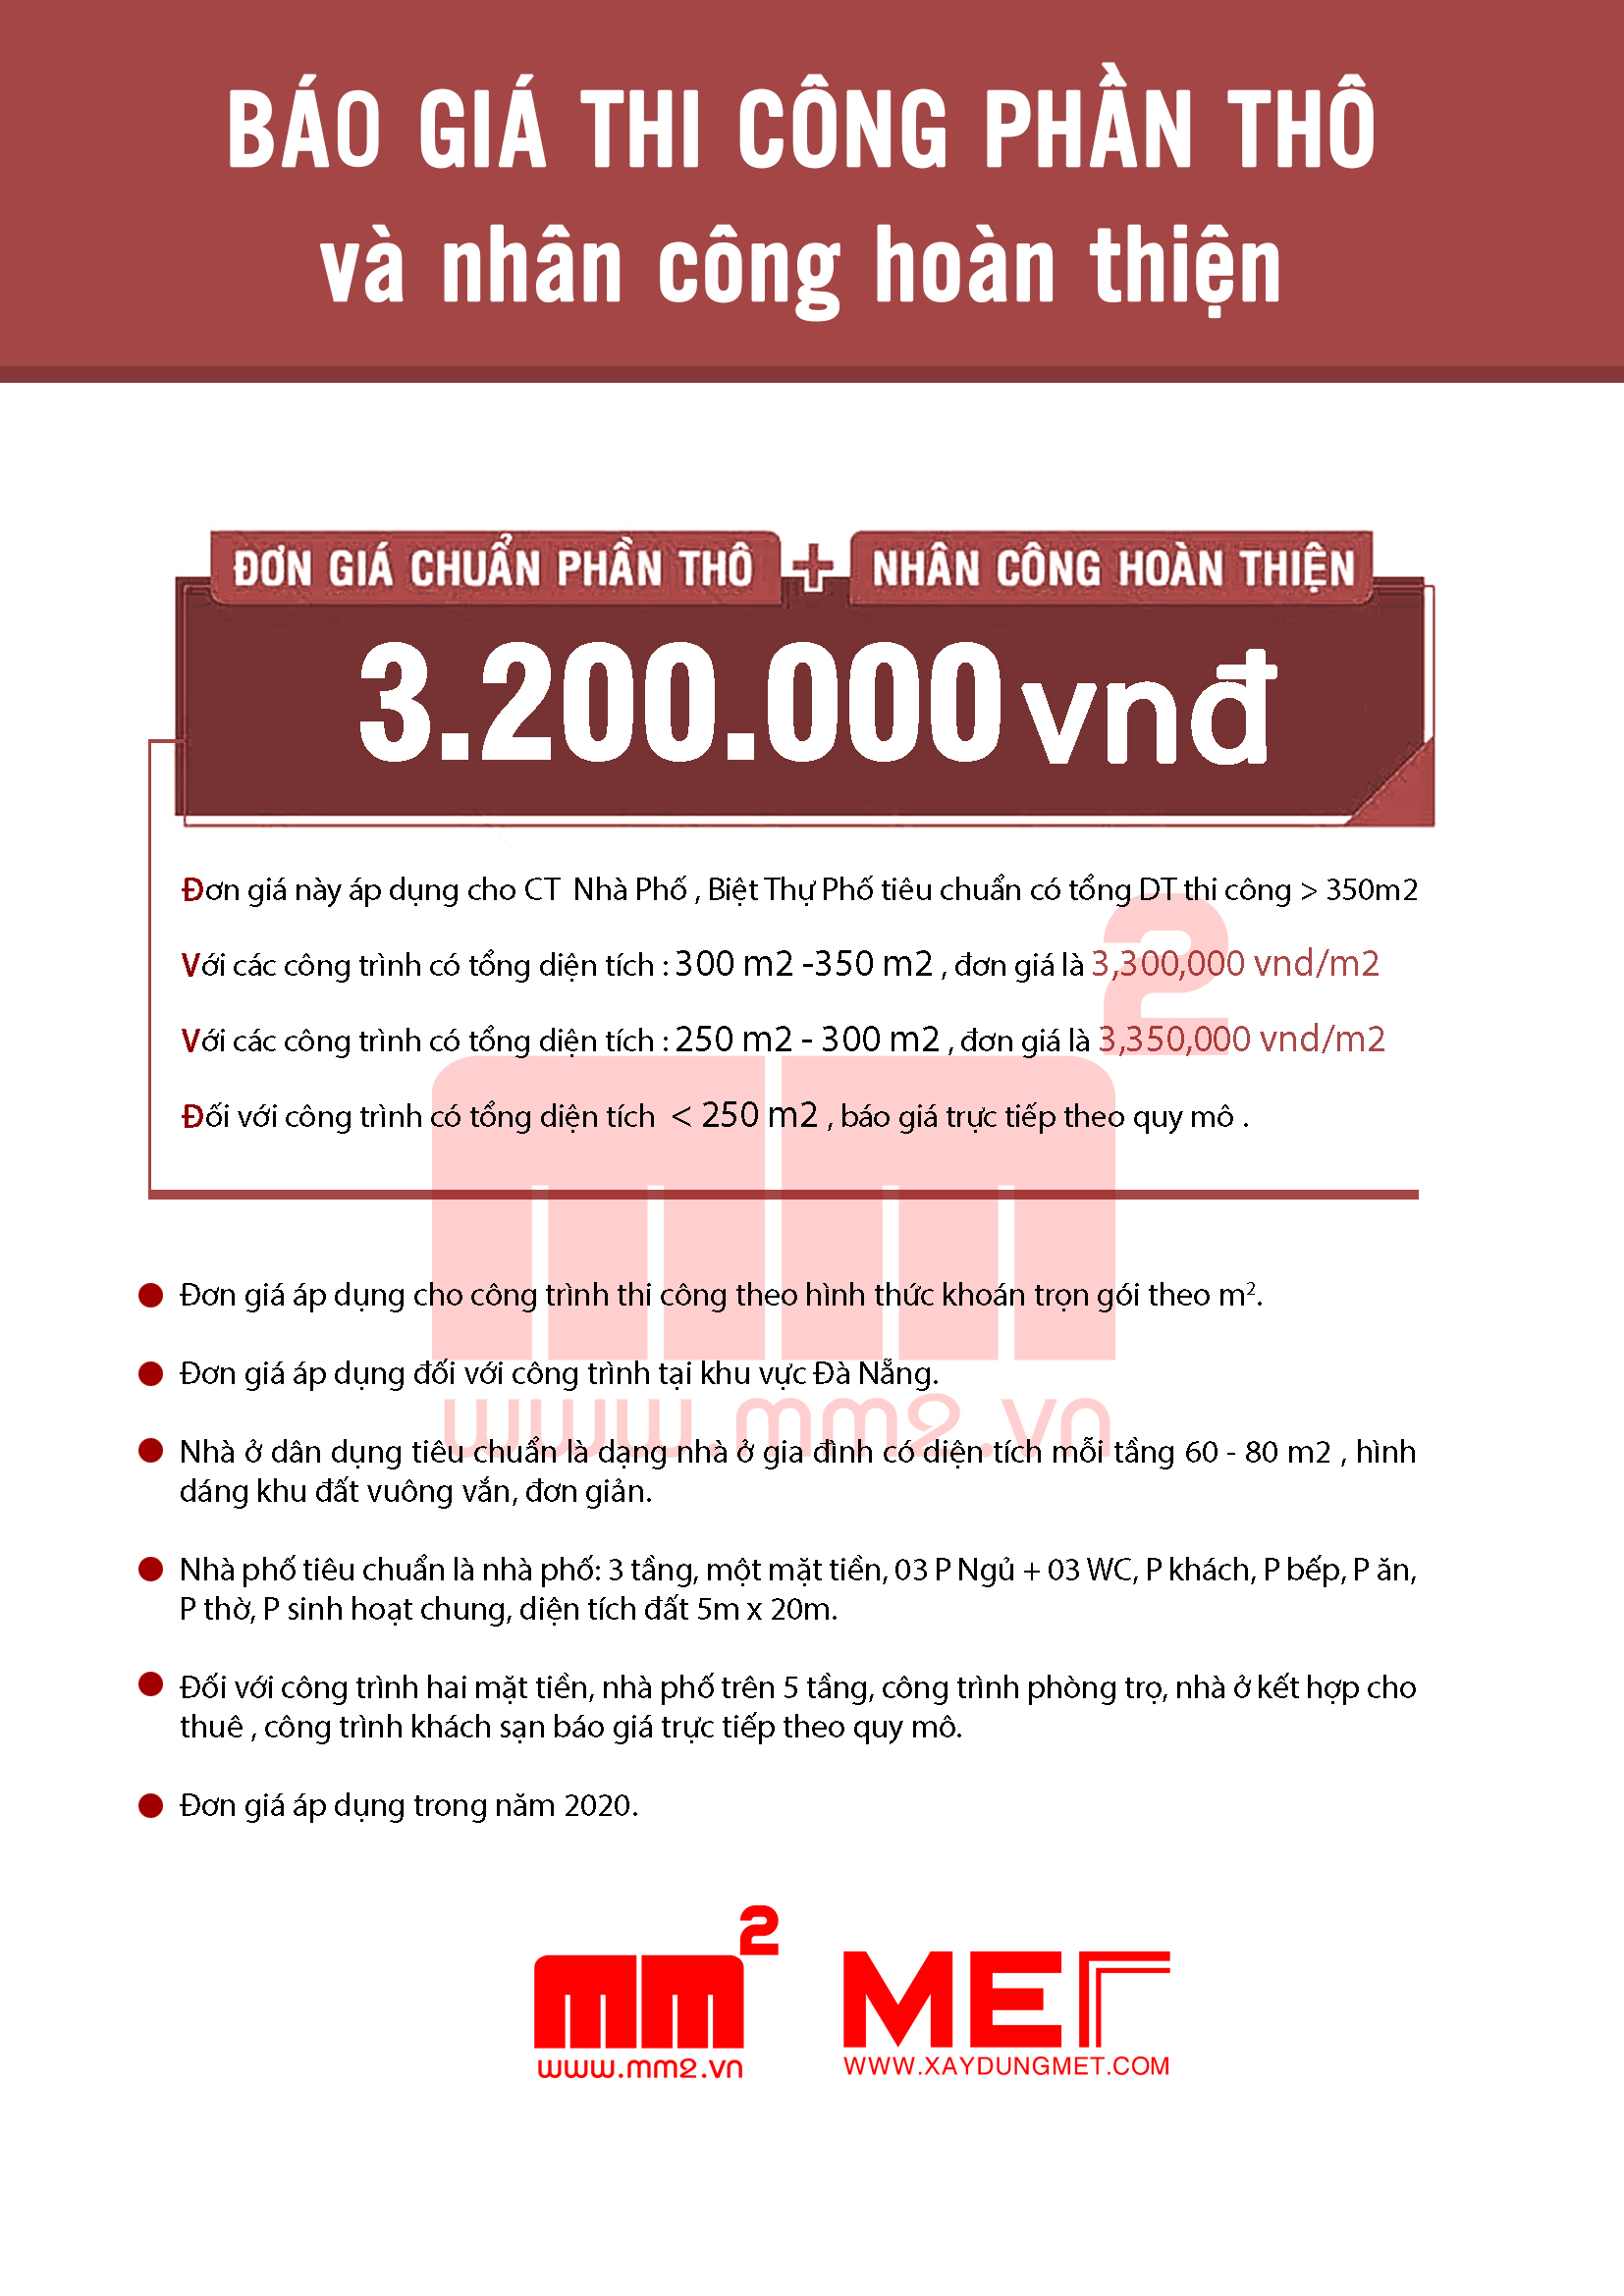 BÁO GIÁ THI CÔNG PHẦN THÔ
và nhân công hoàn thiện
ĐƠN GIÁ CHUẨN PHẦN THÔ + NHÂN CÔNG HOÀN THIỆN
3.200.000 vnđ
Đơn giá này áp dụng cho CT Nhà Phố , Biệt Thự Phố tiêu chuẩn có tổng DT thi công > 350m2
Với các công trình có tổng diện tích : 300 m2 -350 m2 , đơn giá là 3,300,000 vnd/m2
Với các công trình có tổng diện tích : 250 m2 - 300 m2 , đơn giá là 3,350,000 vnd/m2
Đối với công trình có tổng diện tích < 250 m2 , báo giá trực tiếp theo quy mô .
mm²
Đơn giá áp dụng cho công trình thi công theo hình thức khoán trọn gói theo m².
Đơn giá áp dụng đối với công trình tại khu vực Đà Nẵng.
www.mm2.vn
Nhà ở dân dụng tiêu chuẩn là dạng nhà ở gia đình có diện tích mỗi tầng 60 - 80 m2 , hình
dáng khu đất vuông vắn, đơn giản.
Nhà phố tiêu chuẩn là nhà phố: 3 tầng, một mặt tiền, 03 P Ngủ + 03 WC, P khách, P bếp, P ăn,
P thờ, P sinh hoạt chung, diện tích đất 5m x 20m.
Đối với công trình hai mặt tiền, nhà phố trên 5 tầng, công trình phòng trọ, nhà ở kết hợp cho
thuê , công trình khách sạn báo giá trực tiếp theo quy mô.
Đơn giá áp dụng trong năm 2020.
mm² MET
www.mm2.vn WWW.XAYDUNGMET.COM